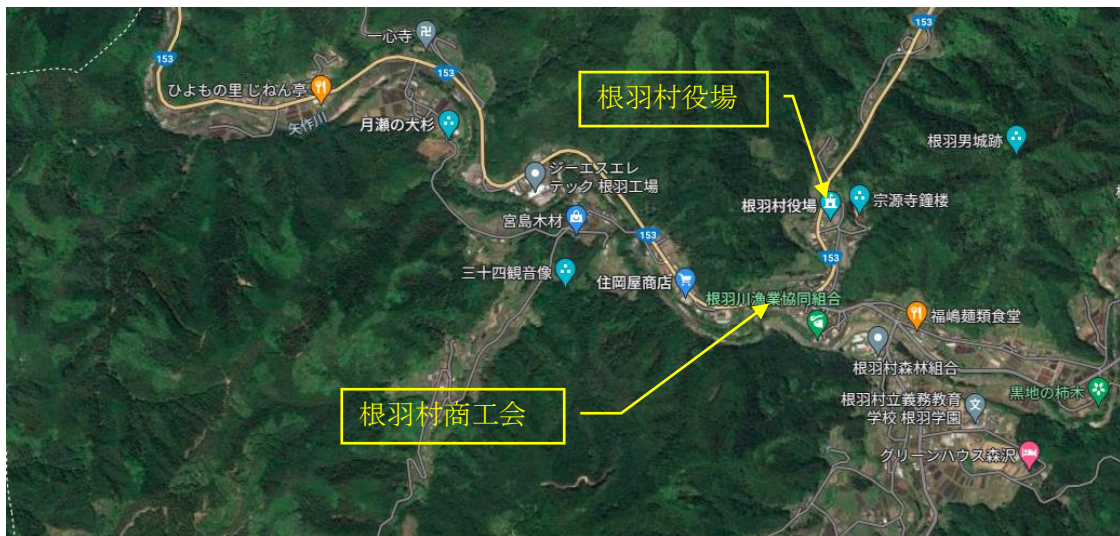 153
一心寺
153
153
ひよもの里 じねん亭
矢作川
月瀬の大杉
根羽村役場
根羽男城跡
ジーエスエレ
テック 根羽工場
根羽村役場
宗源寺鐘楼
宮島木材
153
153
三十四観音像
住岡屋商店
根羽川漁業協同組合
福嶋麺類食堂
根羽村森林組合
根羽村商工会
黒地の柿木
根羽村立義務教育
学校 根羽学園
グリーンハウス森沢